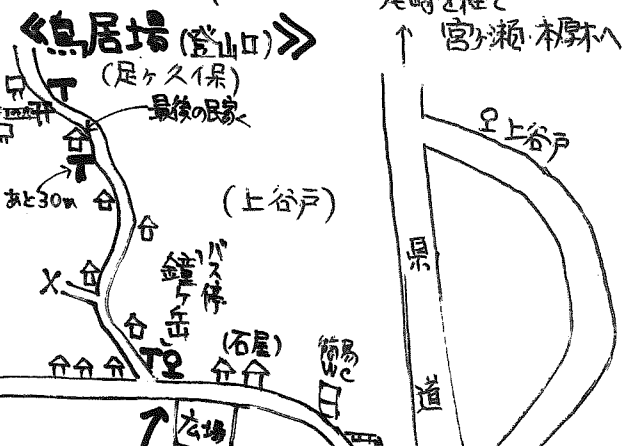 尾崎を経て
宮ヶ瀬・本厚木へ
≪鳥居場(登山口)≫
(足ヶ久保)
最後の民家
あと30m
上谷戸
(上谷戸)
バス停
鐘ヶ岳
(石屋)
簡易
WC
県道
広場